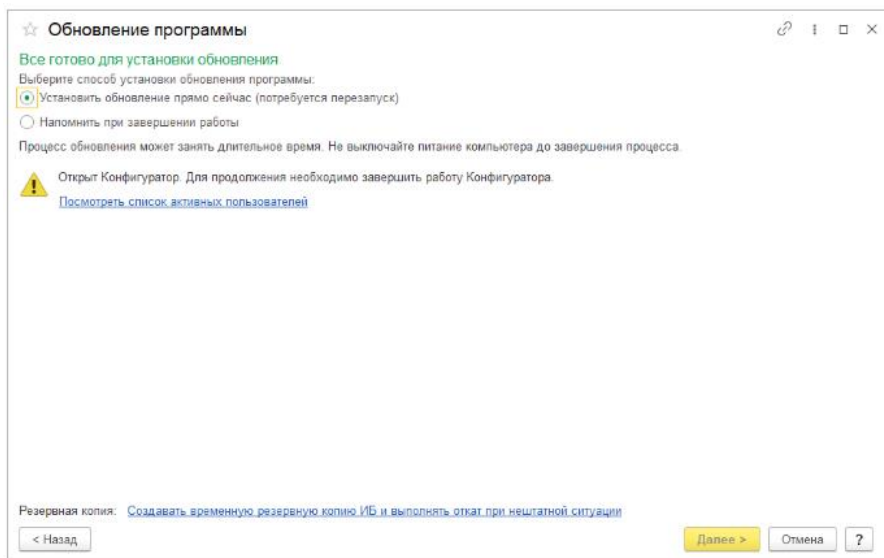 Обновление программы
Все готово для установки обновления
Выберите способ установки обновления программы:
Установить обновление прямо сейчас (потребуется перезапуск)
Напомнить при завершении работы
Процесс обновления может занять длительное время. Не выключайте питание компьютера до завершения процесса.
Открыт Конфигуратор. Для продолжения необходимо завершить работу Конфигуратора.
Посмотреть список активных пользователей
Резервная копия: Создавать временную резервную копию ИБ и выполнять откат при нештатной ситуации
< Назад Далее > Отмена ?